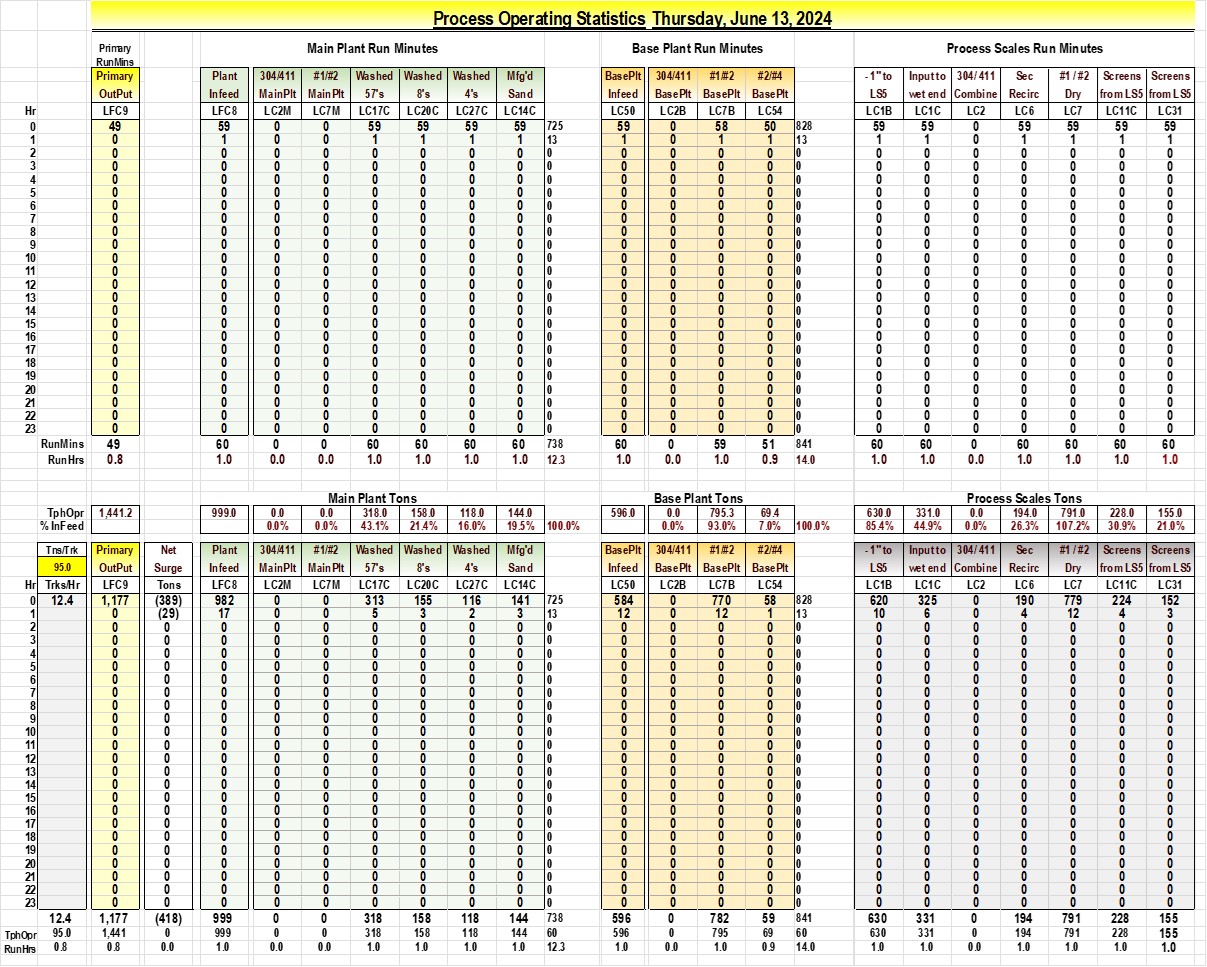 Process Operating Statistics Thursday, June 13, 2024
Primary Main Plant Run Minutes Base Plant Run Minutes Process Scales Run Minutes
RunMins
Primary Plant 304/411 #1/#2 Washed Washed Washed Mfg'd BasePlt 304/411 #1/#2 #2/#4 - 1" to Input to 304/ 411 Sec #1 / #2 Screens Screens
OutPut Infeed MainPlt MainPlt 57's 8's 4's Sand Infeed BasePlt BasePlt BasePlt LS5 wet end Combine Recirc Dry from LS5 from LS5
Hr LFC9 LFC8 LC2M LC7M LC17C LC20C LC27C LC14C LC50 LC2B LC7B LC54 LC1B LC1C LC2 LC6 LC7 LC11C LC31
0 49 59 0 0 59 59 59 59 725 59 0 58 50 828 59 59 0 59 59 59 59
1 0 1 0 0 1 1 1 1 13 1 0 1 1 13 1 1 0 1 1 1 1
2 0 0 0 0 0 0 0 0 0 0 0 0 0 0 0 0 0 0 0 0 0
3 0 0 0 0 0 0 0 0 0 0 0 0 0 0 0 0 0 0 0 0 0
4 0 0 0 0 0 0 0 0 0 0 0 0 0 0 0 0 0 0 0 0 0
5 0 0 0 0 0 0 0 0 0 0 0 0 0 0 0 0 0 0 0 0 0
6 0 0 0 0 0 0 0 0 0 0 0 0 0 0 0 0 0 0 0 0 0
7 0 0 0 0 0 0 0 0 0 0 0 0 0 0 0 0 0 0 0 0 0
8 0 0 0 0 0 0 0 0 0 0 0 0 0 0 0 0 0 0 0 0 0
9 0 0 0 0 0 0 0 0 0 0 0 0 0 0 0 0 0 0 0 0 0
10 0 0 0 0 0 0 0 0 0 0 0 0 0 0 0 0 0 0 0 0 0
11 0 0 0 0 0 0 0 0 0 0 0 0 0 0 0 0 0 0 0 0 0
12 0 0 0 0 0 0 0 0 0 0 0 0 0 0 0 0 0 0 0 0 0
13 0 0 0 0 0 0 0 0 0 0 0 0 0 0 0 0 0 0 0 0 0
14 0 0 0 0 0 0 0 0 0 0 0 0 0 0 0 0 0 0 0 0 0
15 0 0 0 0 0 0 0 0 0 0 0 0 0 0 0 0 0 0 0 0 0
16 0 0 0 0 0 0 0 0 0 0 0 0 0 0 0 0 0 0 0 0 0
17 0 0 0 0 0 0 0 0 0 0 0 0 0 0 0 0 0 0 0 0 0
18 0 0 0 0 0 0 0 0 0 0 0 0 0 0 0 0 0 0 0 0 0
19 0 0 0 0 0 0 0 0 0 0 0 0 0 0 0 0 0 0 0 0 0
20 0 0 0 0 0 0 0 0 0 0 0 0 0 0 0 0 0 0 0 0 0
21 0 0 0 0 0 0 0 0 0 0 0 0 0 0 0 0 0 0 0 0 0
22 0 0 0 0 0 0 0 0 0 0 0 0 0 0 0 0 0 0 0 0 0
23 0 0 0 0 0 0 0 0 0 0 0 0 0 0 0 0 0 0 0 0 0
RunMins 49 60 0 0 60 60 60 60 738 60 0 59 51 841 60 60 0 60 60 60 60
RunHrs 0.8 1.0 0.0 0.0 1.0 1.0 1.0 1.0 12.3 1.0 0.0 1.0 0.9 14.0 1.0 1.0 0.0 1.0 1.0 1.0 1.0
Main Plant Tons Base Plant Tons Process Scales Tons
TphOpr 1,441.2 999.0 0.0 0.0 318.0 158.0 118.0 144.0 596.0 0.0 795.3 69.4 630.0 331.0 0.0 194.0 791.0 228.0 155.0
% InFeed 0.0% 0.0% 43.1% 21.4% 16.0% 19.5% 100.0% 0.0% 93.0% 7.0% 100.0% 85.4% 44.9% 0.0% 26.3% 107.2% 30.9% 21.0%
Tns/Trk Primary Net Plant 304/411 #1/#2 Washed Washed Washed Mfg'd BasePlt 304/411 #1/#2 #2/#4 - 1" to Input to 304/ 411 Sec #1 / #2 Screens Screens
95.0 OutPut Surge Infeed MainPlt MainPlt 57's 8's 4's Sand Infeed BasePlt BasePlt BasePlt LS5 wet end Combine Recirc Dry from LS5 from LS5
Hr Trks/Hr LFC9 Tons LFC8 LC2M LC7M LC17C LC20C LC27C LC14C LC50 LC2B LC7B LC54 LC1B LC1C LC2 LC6 LC7 LC11C LC31
0 12.4 1,177 (389) 982 0 0 313 155 116 141 725 584 0 770 58 828 620 325 0 190 779 224 152
1 0 (29) 17 0 0 5 3 2 3 13 12 0 12 1 13 10 6 0 4 12 4 3
2 0 0 0 0 0 0 0 0 0 0 0 0 0 0 0 0 0 0 0 0 0 0
3 0 0 0 0 0 0 0 0 0 0 0 0 0 0 0 0 0 0 0 0 0 0
4 0 0 0 0 0 0 0 0 0 0 0 0 0 0 0 0 0 0 0 0 0 0
5 0 0 0 0 0 0 0 0 0 0 0 0 0 0 0 0 0 0 0 0 0 0
6 0 0 0 0 0 0 0 0 0 0 0 0 0 0 0 0 0 0 0 0 0 0
7 0 0 0 0 0 0 0 0 0 0 0 0 0 0 0 0 0 0 0 0 0 0
8 0 0 0 0 0 0 0 0 0 0 0 0 0 0 0 0 0 0 0 0 0 0
9 0 0 0 0 0 0 0 0 0 0 0 0 0 0 0 0 0 0 0 0 0 0
10 0 0 0 0 0 0 0 0 0 0 0 0 0 0 0 0 0 0 0 0 0 0
11 0 0 0 0 0 0 0 0 0 0 0 0 0 0 0 0 0 0 0 0 0 0
12 0 0 0 0 0 0 0 0 0 0 0 0 0 0 0 0 0 0 0 0 0 0
13 0 0 0 0 0 0 0 0 0 0 0 0 0 0 0 0 0 0 0 0 0 0
14 0 0 0 0 0 0 0 0 0 0 0 0 0 0 0 0 0 0 0 0 0 0
15 0 0 0 0 0 0 0 0 0 0 0 0 0 0 0 0 0 0 0 0 0 0
16 0 0 0 0 0 0 0 0 0 0 0 0 0 0 0 0 0 0 0 0 0 0
17 0 0 0 0 0 0 0 0 0 0 0 0 0 0 0 0 0 0 0 0 0 0
18 0 0 0 0 0 0 0 0 0 0 0 0 0 0 0 0 0 0 0 0 0 0
19 0 0 0 0 0 0 0 0 0 0 0 0 0 0 0 0 0 0 0 0 0 0
20 0 0 0 0 0 0 0 0 0 0 0 0 0 0 0 0 0 0 0 0 0 0
21 0 0 0 0 0 0 0 0 0 0 0 0 0 0 0 0 0 0 0 0 0 0
22 0 0 0 0 0 0 0 0 0 0 0 0 0 0 0 0 0 0 0 0 0 0
23 0 0 0 0 0 0 0 0 0 0 0 0 0 0 0 0 0 0 0 0 0 0
12.4 1,177 (418) 999 0 0 318 158 118 144 738 596 0 782 59 841 630 331 0 194 791 228 155
TphOpr 95.0 1,441 0 999 0 0 318 158 118 144 60 596 0 795 69 60 630 331 0 194 791 228 155
RunHrs 0.8 0.8 0.0 1.0 0.0 0.0 1.0 1.0 1.0 1.0 12.3 1.0 0.0 1.0 0.9 14.0 1.0 1.0 0.0 1.0 1.0 1.0 1.0